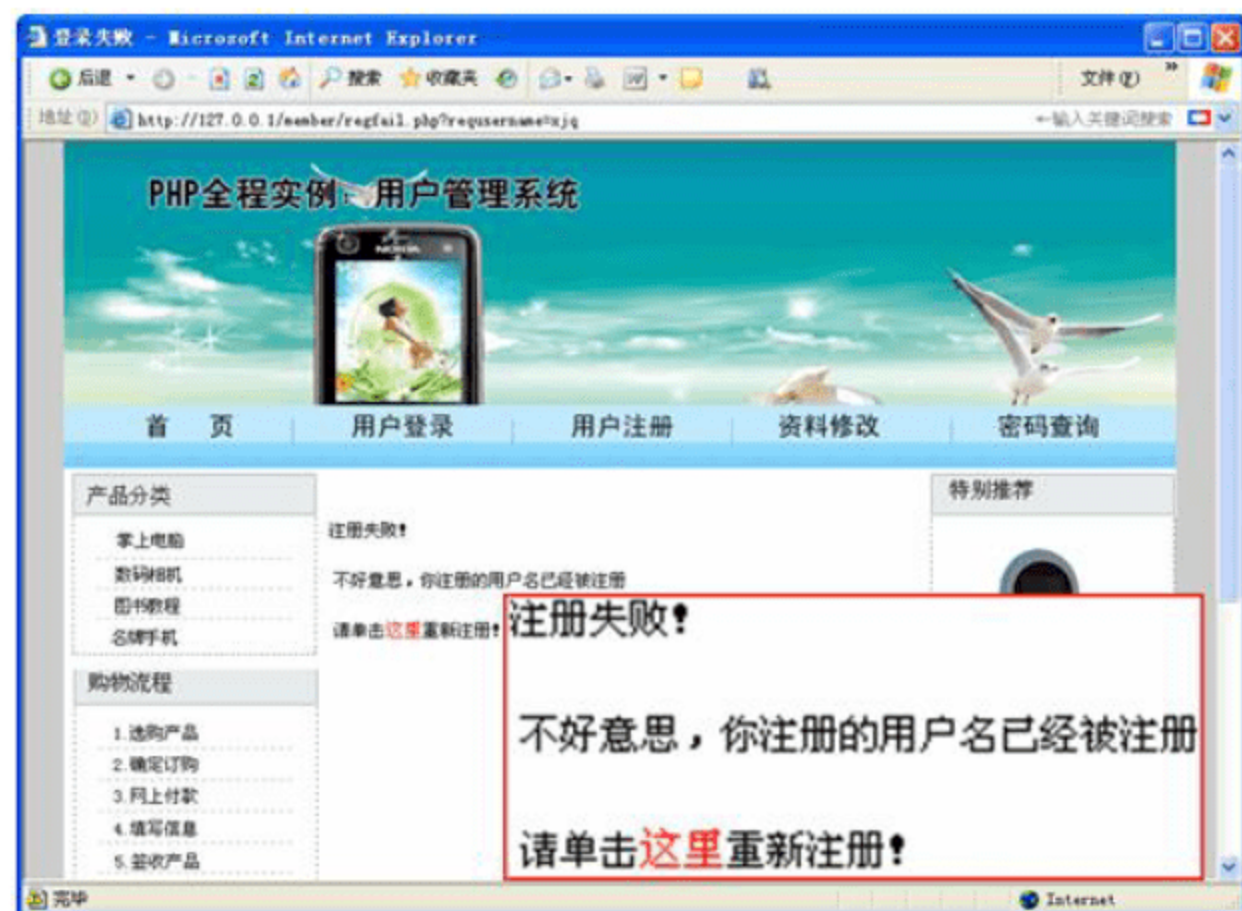 登录失败 - Microsoft Internet Explorer
后退 搜索 收藏夹 文件(F) »
地址(D) http://127.0.0.1/member/regfail.php?requsername=xjq ←输入关键词搜索
PHP全程实例：用户管理系统
NOKIA
首 页 用户登录 用户注册 资料修改 密码查询
产品分类
掌上电脑
数码相机
图书教程
名牌手机
购物流程
1.选购产品
2.确定订购
3.网上付款
4.填写信息
5.签收产品
注册失败!
不好意思，你注册的用户名已经被注册
请单击这里重新注册!
特别推荐
注册失败!
不好意思，你注册的用户名已经被注册
请单击这里重新注册!
完毕 Internet